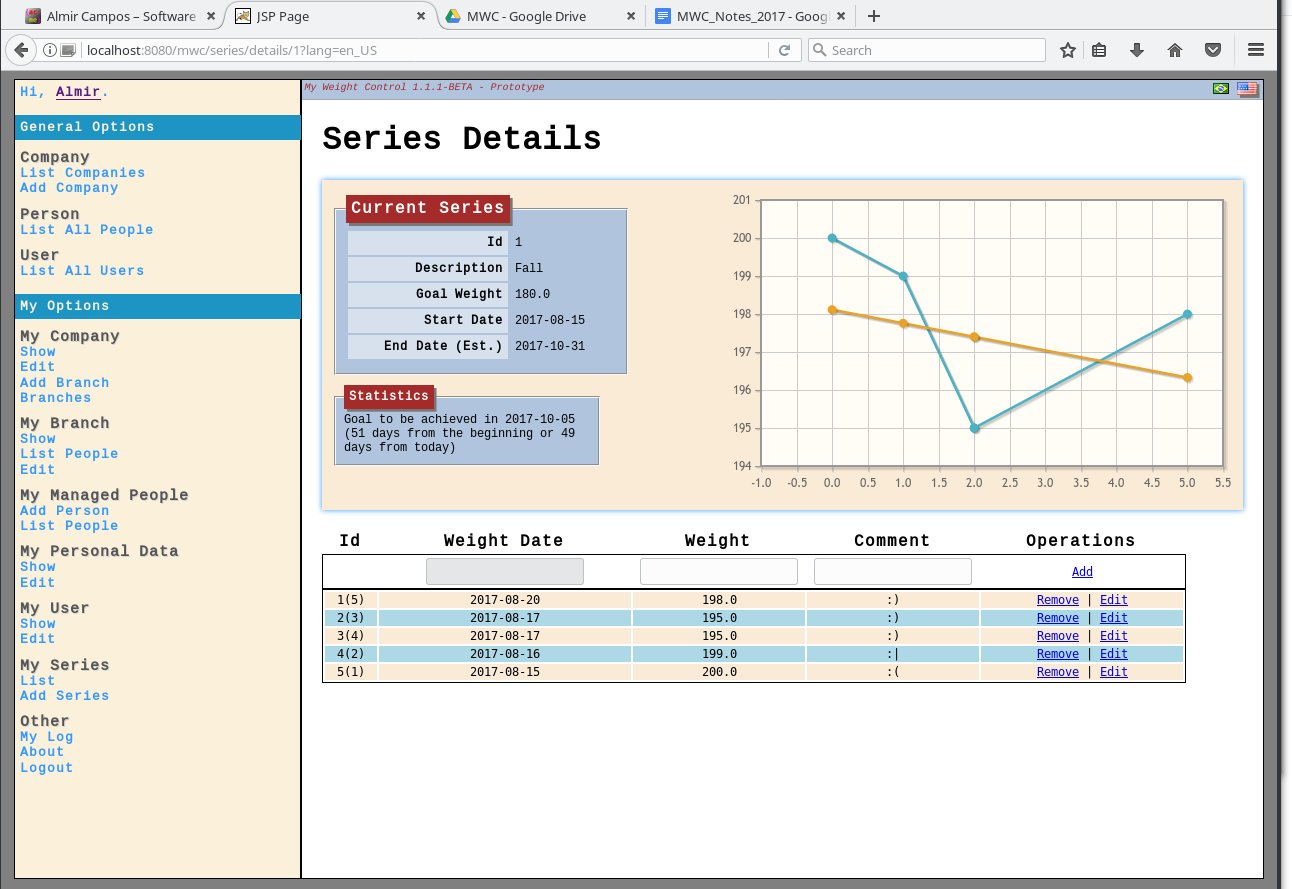 Almir Campos – Software
JSP Page
MWC - Google Drive
MWC_Notes_2017 - Goog
localhost:8080/mwc/series/details/1?lang=en_US
Search
Hi, Almir.
My Weight Control 1.1.1-BETA - Prototype
General Options
Company
List Companies
Add Company
Person
List All People
User
List All Users
My Options
My Company
Show
Edit
Add Branch
Branches
My Branch
Show
List People
Edit
My Managed People
Add Person
List People
My Personal Data
Show
Edit
My User
Show
Edit
My Series
List
Add Series
Other
My Log
About
Logout
Series Details
Current Series
Id 1
Description Fall
Goal Weight 180.0
Start Date 2017-08-15
End Date (Est.) 2017-10-31
Statistics
Goal to be achieved in 2017-10-05
(51 days from the beginning or 49
days from today)
201
200
199
198
197
196
195
194
-1.0 -0.5 0.0 0.5 1.0 1.5 2.0 2.5 3.0 3.5 4.0 4.5 5.0 5.5
Id Weight Date Weight Comment Operations
Add
1(5) 2017-08-20 198.0 :) Remove | Edit
2(3) 2017-08-17 195.0 :) Remove | Edit
3(4) 2017-08-17 195.0 :) Remove | Edit
4(2) 2017-08-16 199.0 :| Remove | Edit
5(1) 2017-08-15 200.0 :( Remove | Edit